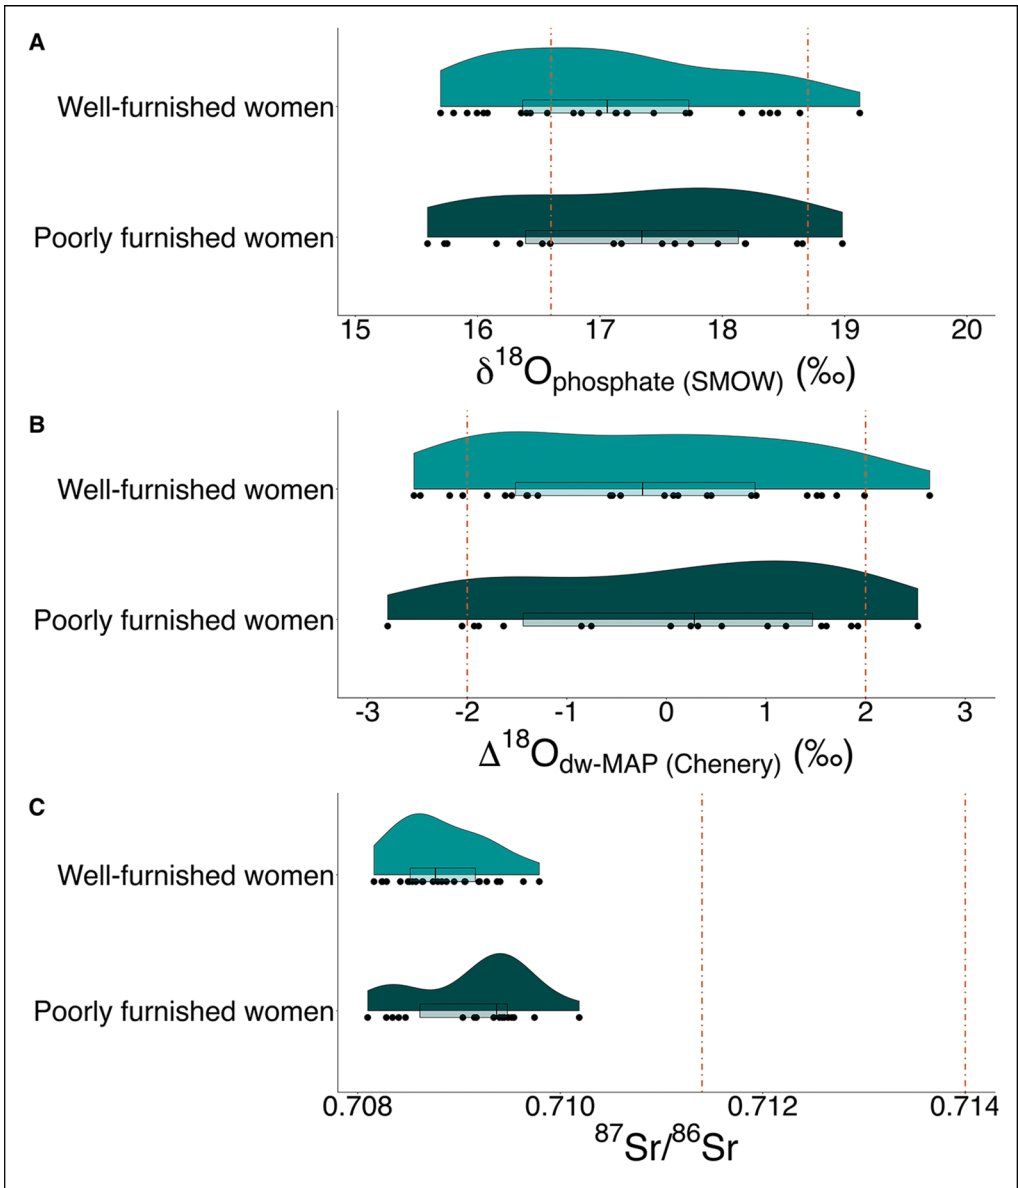 A
Well-furnished women
Poorly furnished women
15 16 17 18 19 20
δ¹⁸Ophosphate (SMOW) (‰)
B
Well-furnished women
Poorly furnished women
-3 -2 -1 0 1 2 3
Δ¹⁸Odw-MAP (Chenery) (‰)
C
Well-furnished women
Poorly furnished women
0.708 0.710 0.712 0.714
⁸⁷Sr/⁸⁶Sr